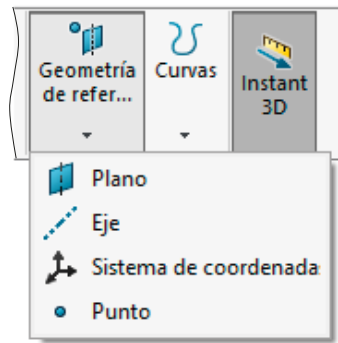 Geometría
de refer...
Curvas
Instant
3D
Plano
Eje
Sistema de coordenada
Punto